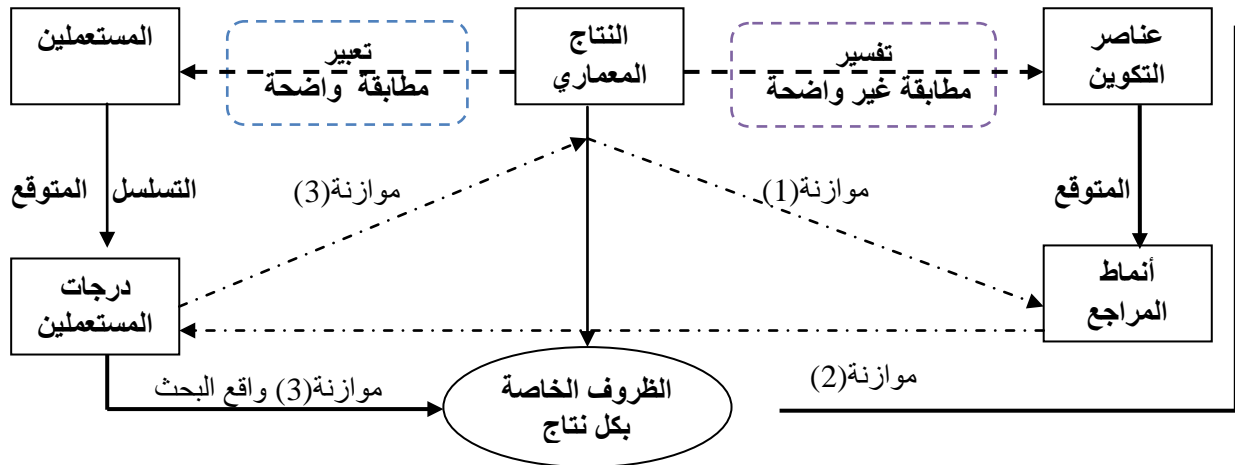 عناصر
التكوين
تفسير
مطابقة غير واضحة
النتاج
المعماري
تعبير
مطابقة واضحة
المستعملين
المتوقع
موازنة(1)
موازنة(3)
التسلسل
المتوقع
أنماط
المراجع
درجات
المستعملين
موازنة(2)
الظروف الخاصة
بكل نتاج
موازنة(3) واقع البحث